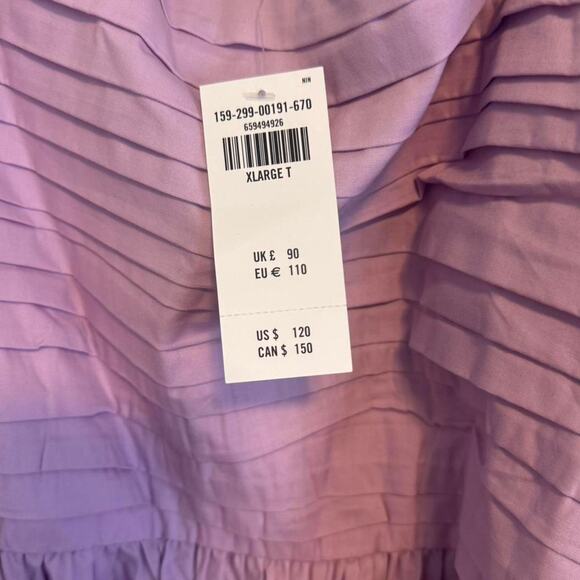 NIN
159-299-00191-670
659494926
XLARGE T
UK £ 90
EU € 110
US $ 120
CAN $ 150